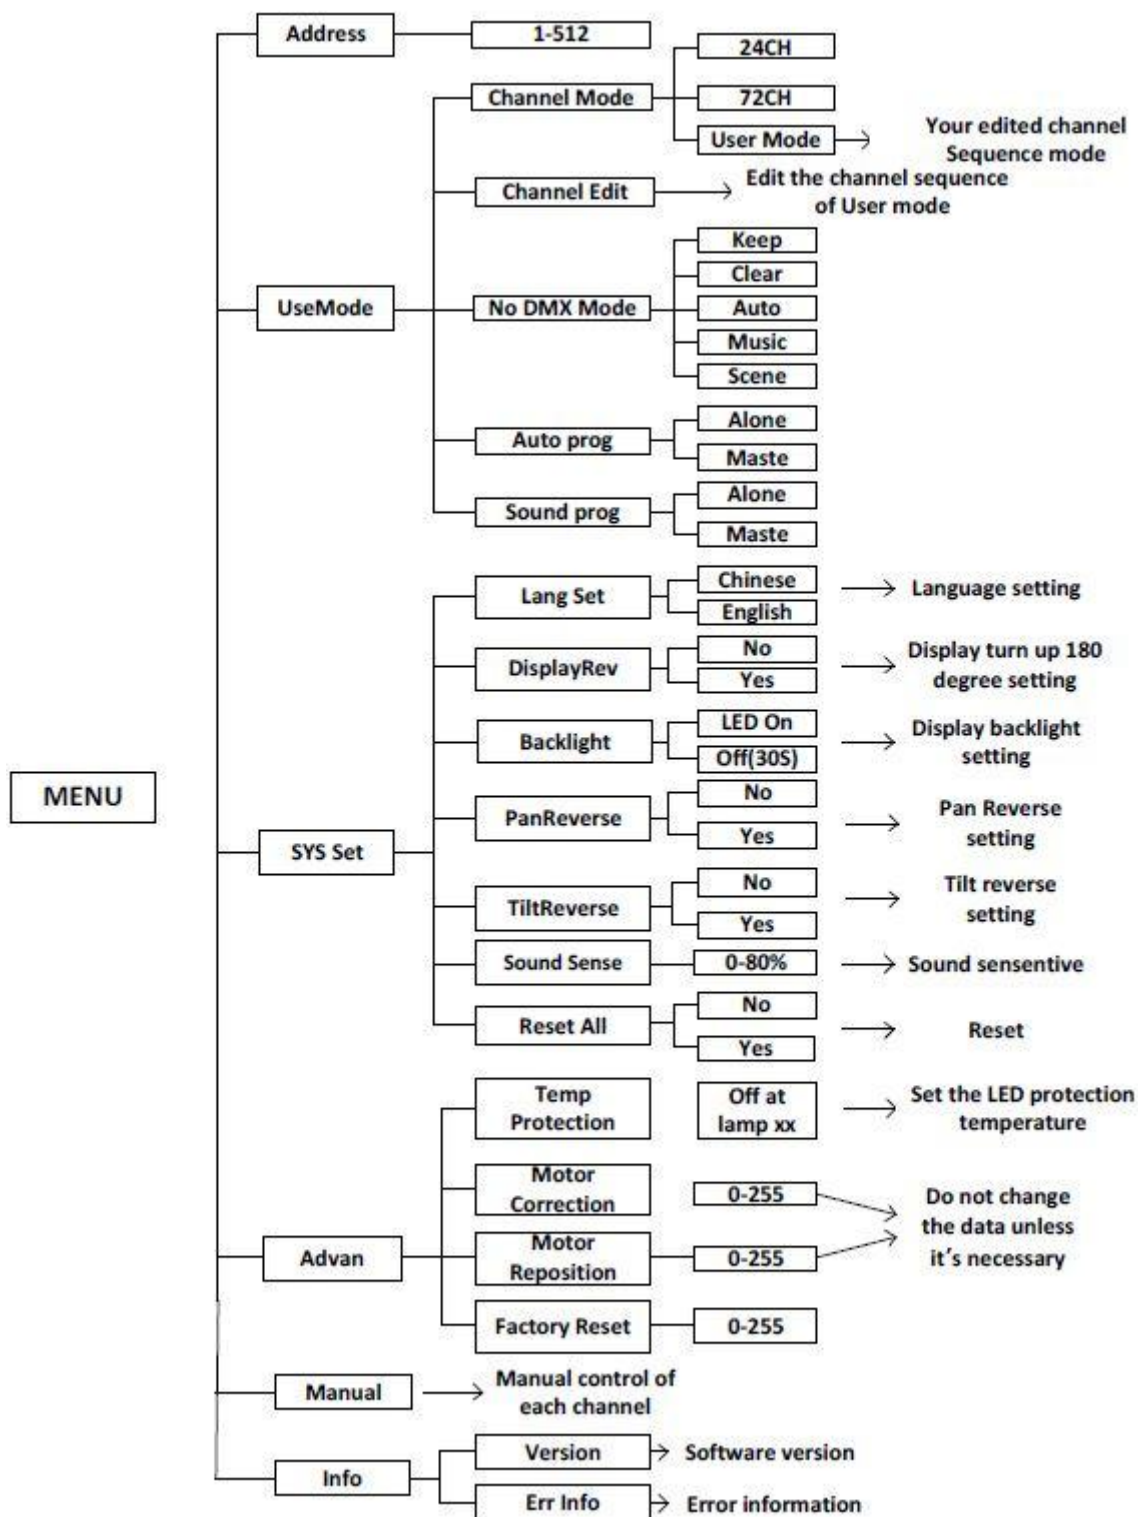 Address
1-512
24CH
Channel Mode
72CH
User Mode
Your edited channel
Sequence mode
Channel Edit
Edit the channel sequence
of User mode
UseMode
No DMX Mode
Keep
Clear
Auto
Music
Scene
Auto prog
Alone
Maste
Sound prog
Alone
Maste
MENU
SYS Set
Lang Set
Chinese
English
Language setting
DisplayRev
No
Yes
Display turn up 180
degree setting
Backlight
LED On
Off(30S)
Display backlight
setting
PanReverse
No
Yes
Pan Reverse
setting
TiltReverse
No
Yes
Tilt reverse
setting
Sound Sense
0-80%
Sound sensentive
Reset All
No
Yes
Reset
Advan
Temp
Protection
Off at
lamp xx
Set the LED protection
temperature
Motor
Correction
0-255
Do not change
the data unless
it's necessary
Motor
Reposition
0-255
Factory Reset
0-255
Manual
Manual control of
each channel
Info
Version
Software version
Err Info
Error information